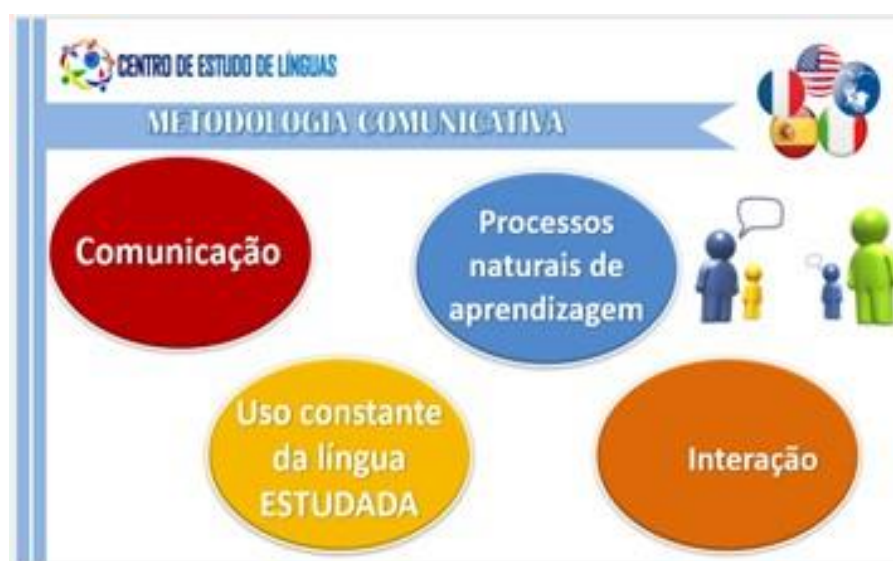 CENTRO DE ESTUDO DE LÍNGUAS
METODOLOGIA COMUNICATIVA
Comunicação
Processos
naturais de
aprendizagem
Uso constante
da língua
ESTUDADA
Interação